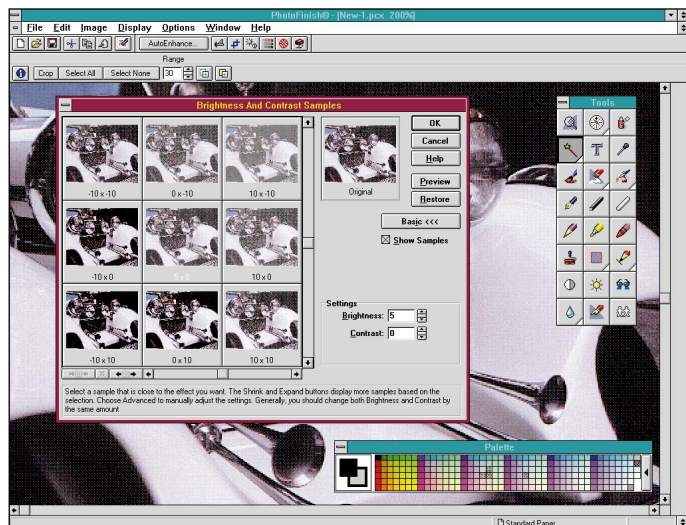 PhotoFinish® - [New-1.pcx 200%]
File Edit Image Display Options Window Help
AutoEnhance...
Range
Crop Select All Select None 30
Brightness And Contrast Samples
-10 x -10 0 x -10 10 x -10
-10 x 0 5 x 0 10 x 0
-10 x 10 0 x 10 10 x 10
Original
OK
Cancel
Help
Preview
Restore
Basic <<<
Show Samples
Settings
Brightness: 5
Contrast: 0
Select a sample that is close to the effect you want. The Shrink and Expand buttons display more samples based on the
selection. Choose Advanced to manually adjust the settings. Generally, you should change both Brightness and Contrast by
the same amount
Tools
T
Palette
Standard Paper